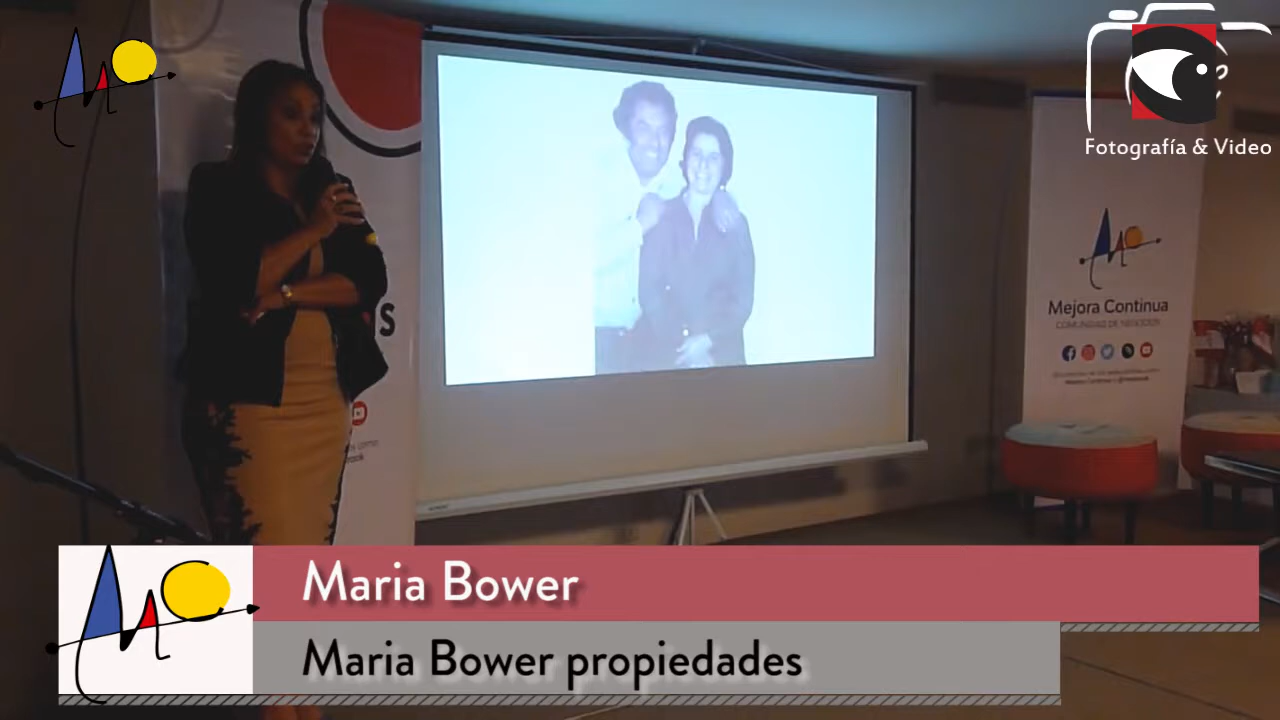 Fotografía & Video
Mejora Continua
COMUNIDAD DE NEGOCIOS
s
Maria Bower
Maria Bower propiedades